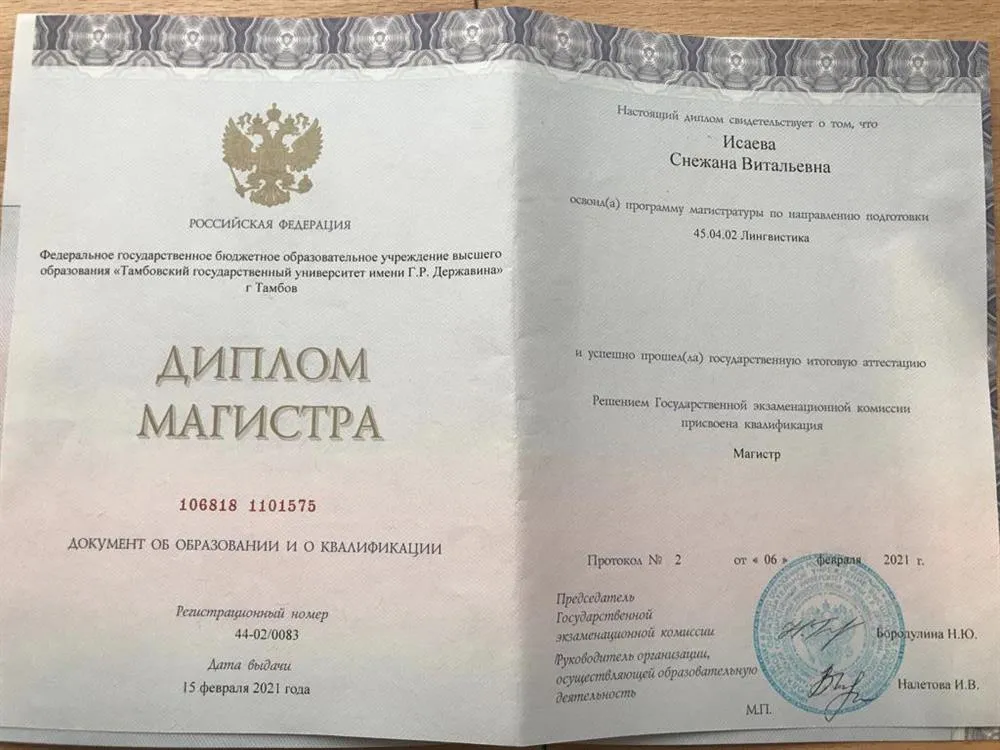 РОССИЙСКАЯ ФЕДЕРАЦИЯ
Федеральное государственное бюджетное образовательное учреждение высшего
образования «Тамбовский государственный университет имени Г.Р. Державина»
г Тамбов
ДИПЛОМ
МАГИСТРА
106818 1101575
ДОКУМЕНТ ОБ ОБРАЗОВАНИИ И О КВАЛИФИКАЦИИ
Регистрационный номер
44-02/0083
Дата выдачи
15 февраля 2021 года
Настоящий диплом свидетельствует о том, что
Исаева
Снежана Витальевна
освоил(а) программу магистратуры по направлению подготовки
45.04.02 Лингвистика
и успешно прошел(ла) государственную итоговую аттестацию
Решением Государственной экзаменационной комиссии
присвоена квалификация
Магистр
Протокол № 2 от « 06 » февраля 2021 г.
Председатель
Государственной
экзаменационной комиссии
Бородулина Н.Ю.
Руководитель организации,
осуществляющей образовательную
деятельность
Налетова И.В.
М.П.